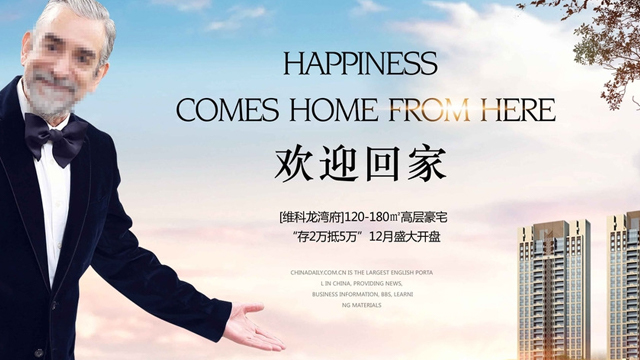 HAPPINESS
COMES HOME FROM HERE
欢迎回家
[维科龙湾府]120-180㎡高层豪宅
“存2万抵5万”12月盛大开盘
CHINADAILY.COM.CN IS THE LARGEST ENGLISH PORTA
L IN CHINA, PROVIDING NEWS,
BUSINESS INFORMATION, BBS, LEARNI
NG MATERIALS